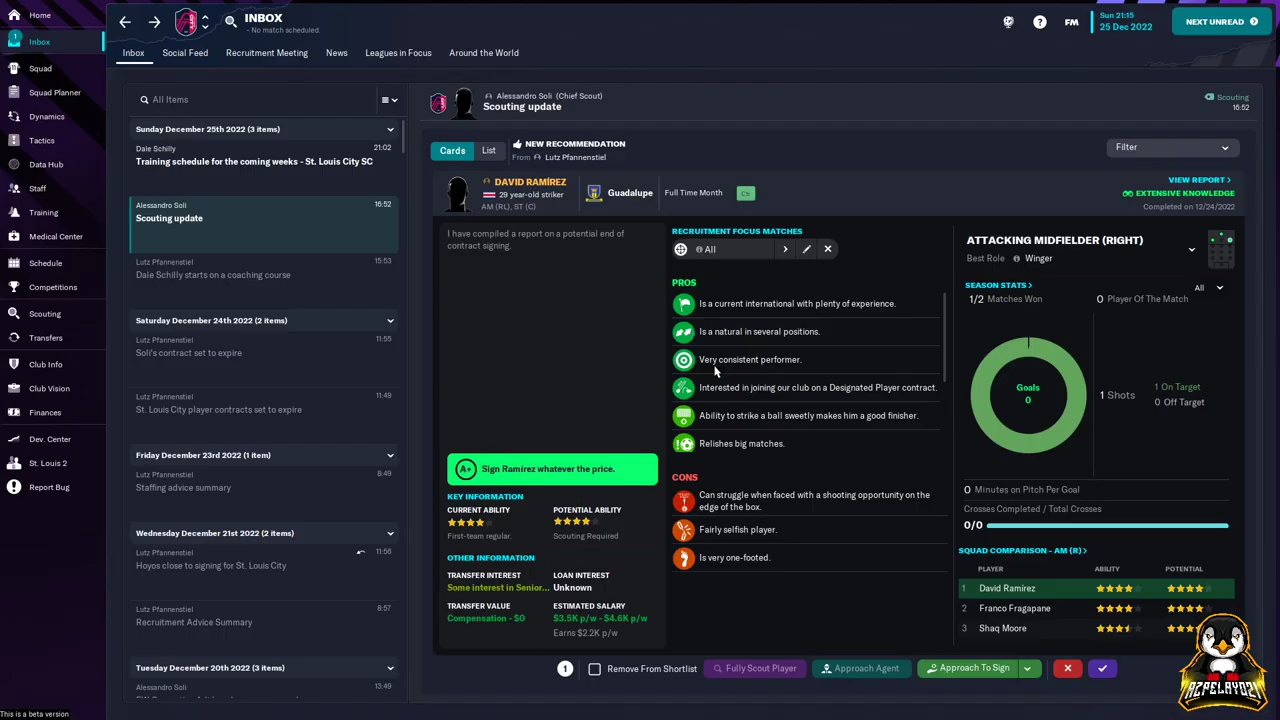 Home
1
Inbox
Squad
Squad Planner
Dynamics
Tactics
Data Hub
Staff
Training
Medical Center
Schedule
Competitions
Scouting
Transfers
Club Info
Club Vision
Finances
Dev. Center
St. Louis 2
Report Bug
This is a beta version
INBOX
- No match scheduled.
FM
Sun 21:15
25 Dec 2022
NEXT UNREAD
Inbox
Social Feed
Recruitment Meeting
News
Leagues in Focus
Around the World
All Items
Sunday December 25th 2022 (3 items)
Dale Schilly
21:02
Training schedule for the coming weeks - St. Louis City SC
Alessandro Soli
16:52
Scouting update
Lutz Pfannenstiel
15:53
Dale Schilly starts on a coaching course
Saturday December 24th 2022 (2 items)
Lutz Pfannenstiel
11:55
Soli's contract set to expire
Lutz Pfannenstiel
11:49
St. Louis City player contracts set to expire
Friday December 23rd 2022 (1 item)
Lutz Pfannenstiel
8:49
Staffing advice summary
Wednesday December 21st 2022 (2 items)
Lutz Pfannenstiel
11:56
Hoyos close to signing for St. Louis City
Lutz Pfannenstiel
8:57
Recruitment Advice Summary
Tuesday December 20th 2022 (3 items)
Alessandro Soli
13:49
Alessandro Soli (Chief Scout)
Scouting update
Scouting
16:52
Cards
List
NEW RECOMMENDATION
From Lutz Pfannenstiel
Filter
DAVID RAMÍREZ
29 year-old striker
AM (RL), ST (C)
Guadalupe
Full Time Month
Ctr
VIEW REPORT >
EXTENSIVE KNOWLEDGE
Completed on 12/24/2022
I have compiled a report on a potential end of
contract signing.
A+ Sign Ramírez whatever the price.
KEY INFORMATION
CURRENT ABILITY
POTENTIAL ABILITY
First-team regular.
Scouting Required
OTHER INFORMATION
TRANSFER INTEREST
LOAN INTEREST
Some interest in Senior...
Unknown
TRANSFER VALUE
ESTIMATED SALARY
Compensation - $0
$3.5K p/w - $4.6K p/w
Earns $2.2K p/w
RECRUITMENT FOCUS MATCHES
All
PROS
Is a current international with plenty of experience.
Is a natural in several positions.
Very consistent performer.
Interested in joining our club on a Designated Player contract.
Ability to strike a ball sweetly makes him a good finisher.
Relishes big matches.
CONS
Can struggle when faced with a shooting opportunity on the
edge of the box.
Fairly selfish player.
Is very one-footed.
ATTACKING MIDFIELDER (RIGHT)
Best Role Winger
SEASON STATS >
All
1/2 Matches Won
0 Player Of The Match
Goals
0
1 Shots
1 On Target
0 Off Target
0 Minutes on Pitch Per Goal
Crosses Completed / Total Crosses
0/0
SQUAD COMPARISON - AM (R) >
PLAYER
ABILITY
POTENTIAL
1 David Ramírez
2 Franco Fragapane
3 Shaq Moore
1
Remove From Shortlist
Fully Scout Player
Approach Agent
Approach To Sign
ACPELAYO21